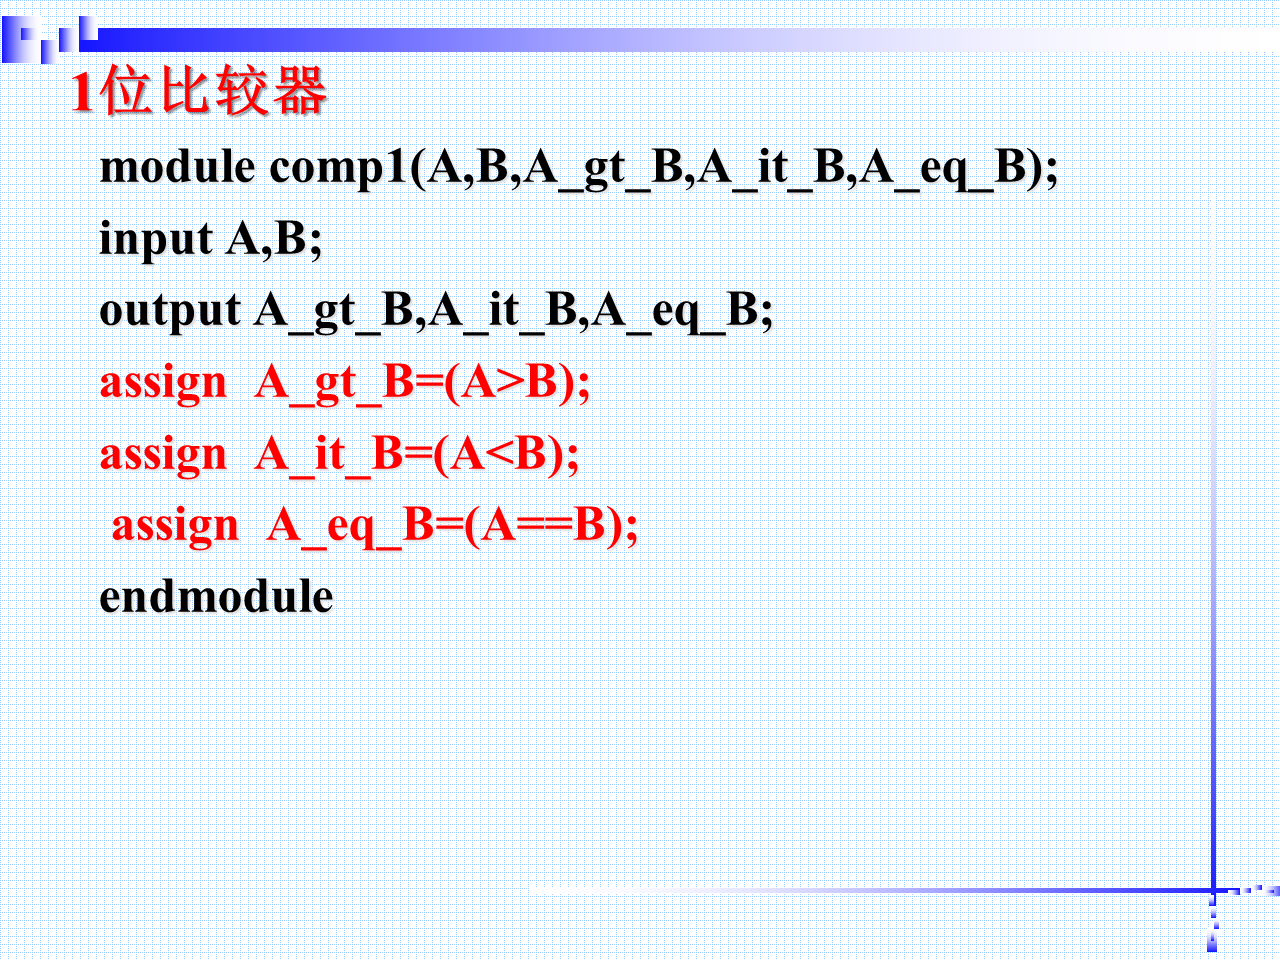 1位比较器
module comp1(A,B,A_gt_B,A_it_B,A_eq_B);
input A,B;
output A_gt_B,A_it_B,A_eq_B;
assign  A_gt_B=(A>B);
assign  A_it_B=(A<B);
assign  A_eq_B=(A==B);
endmodule